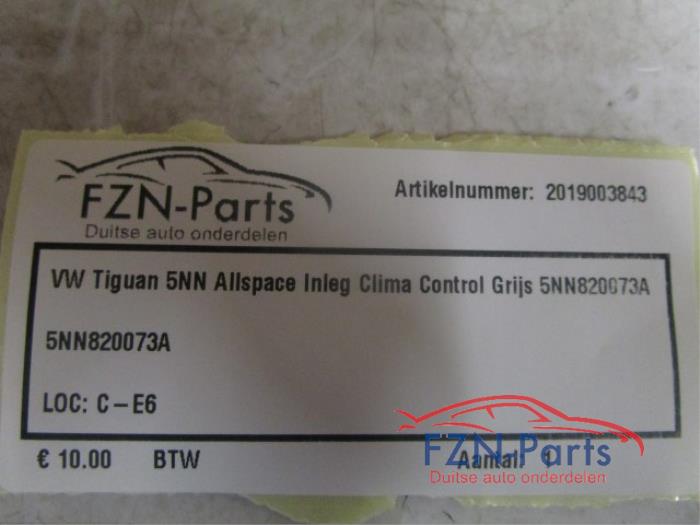 FZN-Parts
Duitse auto onderdelen
Artikelnummer: 2019003843
VW Tiguan 5NN Allspace Inleg Clima Control Grijs 5NN820073A
5NN820073A
LOC: C-E6
€ 10.00 BTW Aantal: 1
FZN-Parts
Duitse auto onderdelen